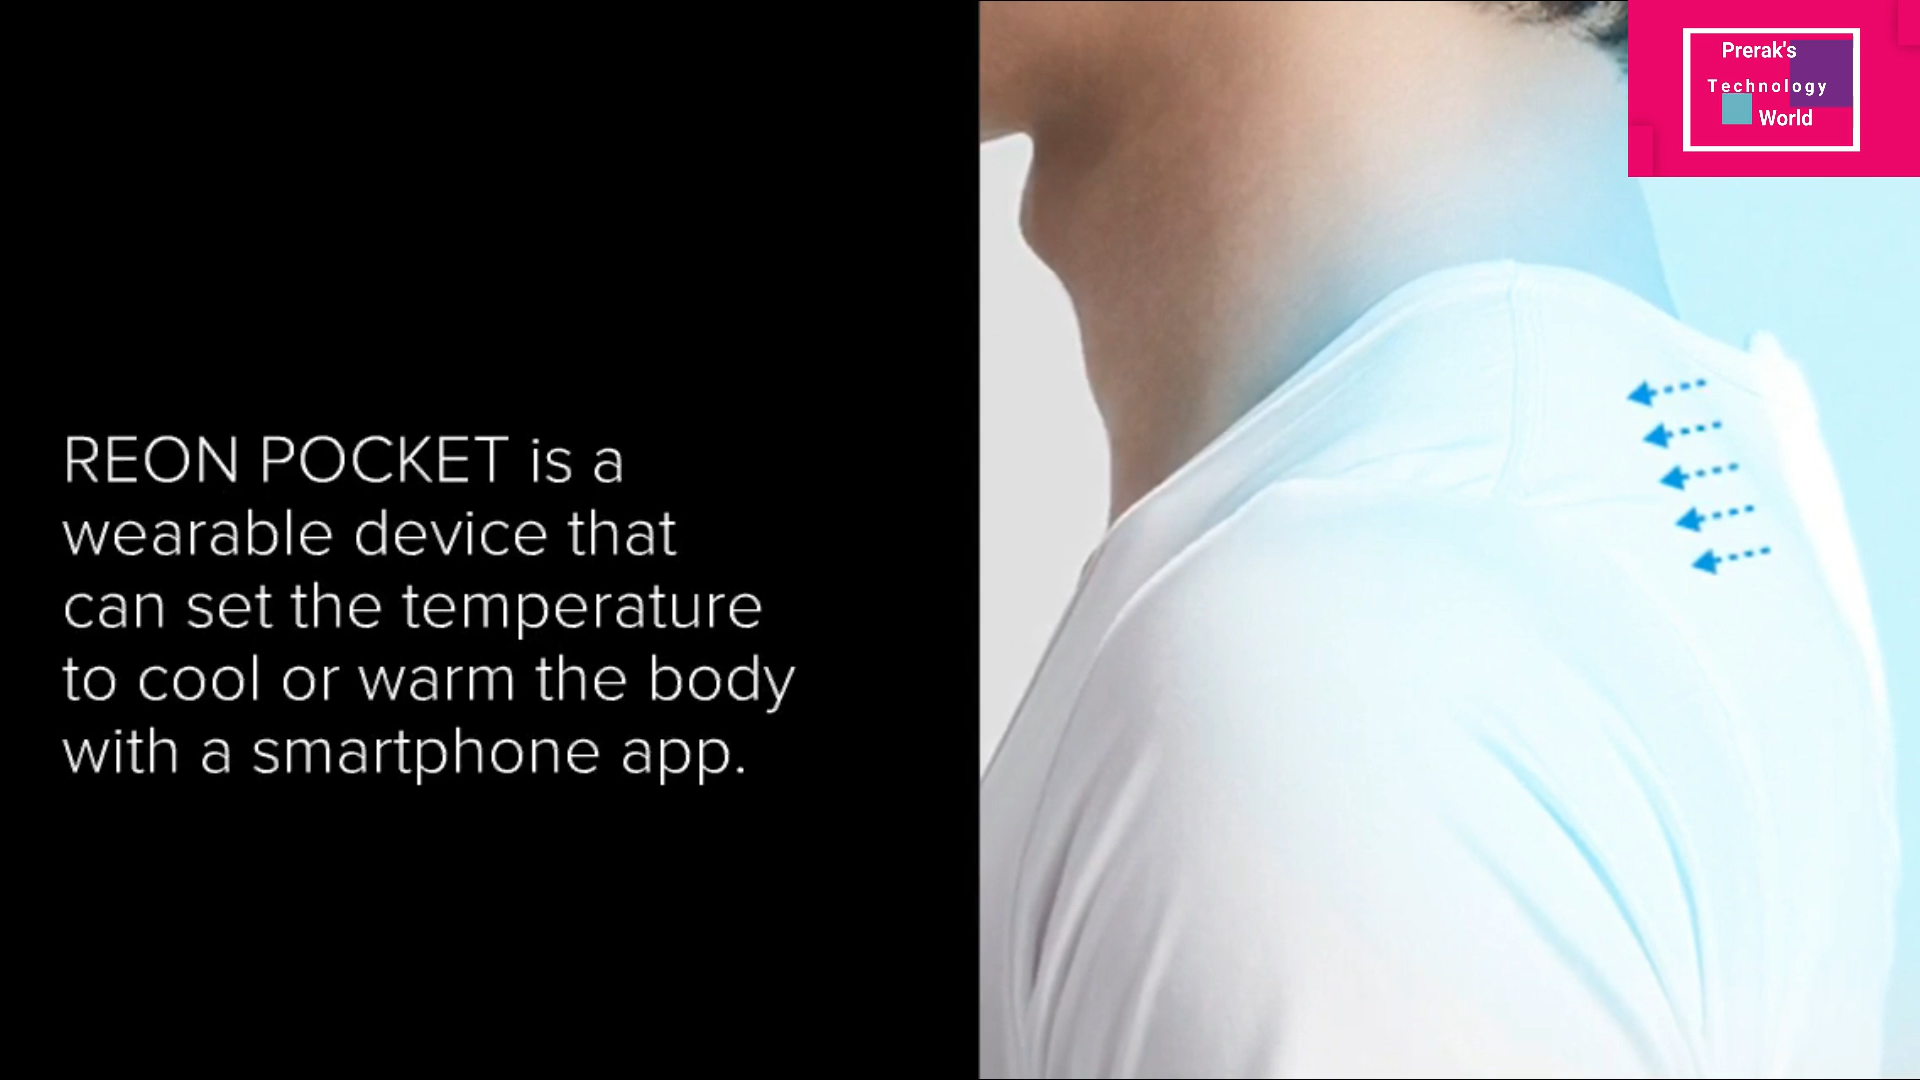 REON POCKET is a
wearable device that
can set the temperature
to cool or warm the body
with a smartphone app.
Prerak's
Technology
World